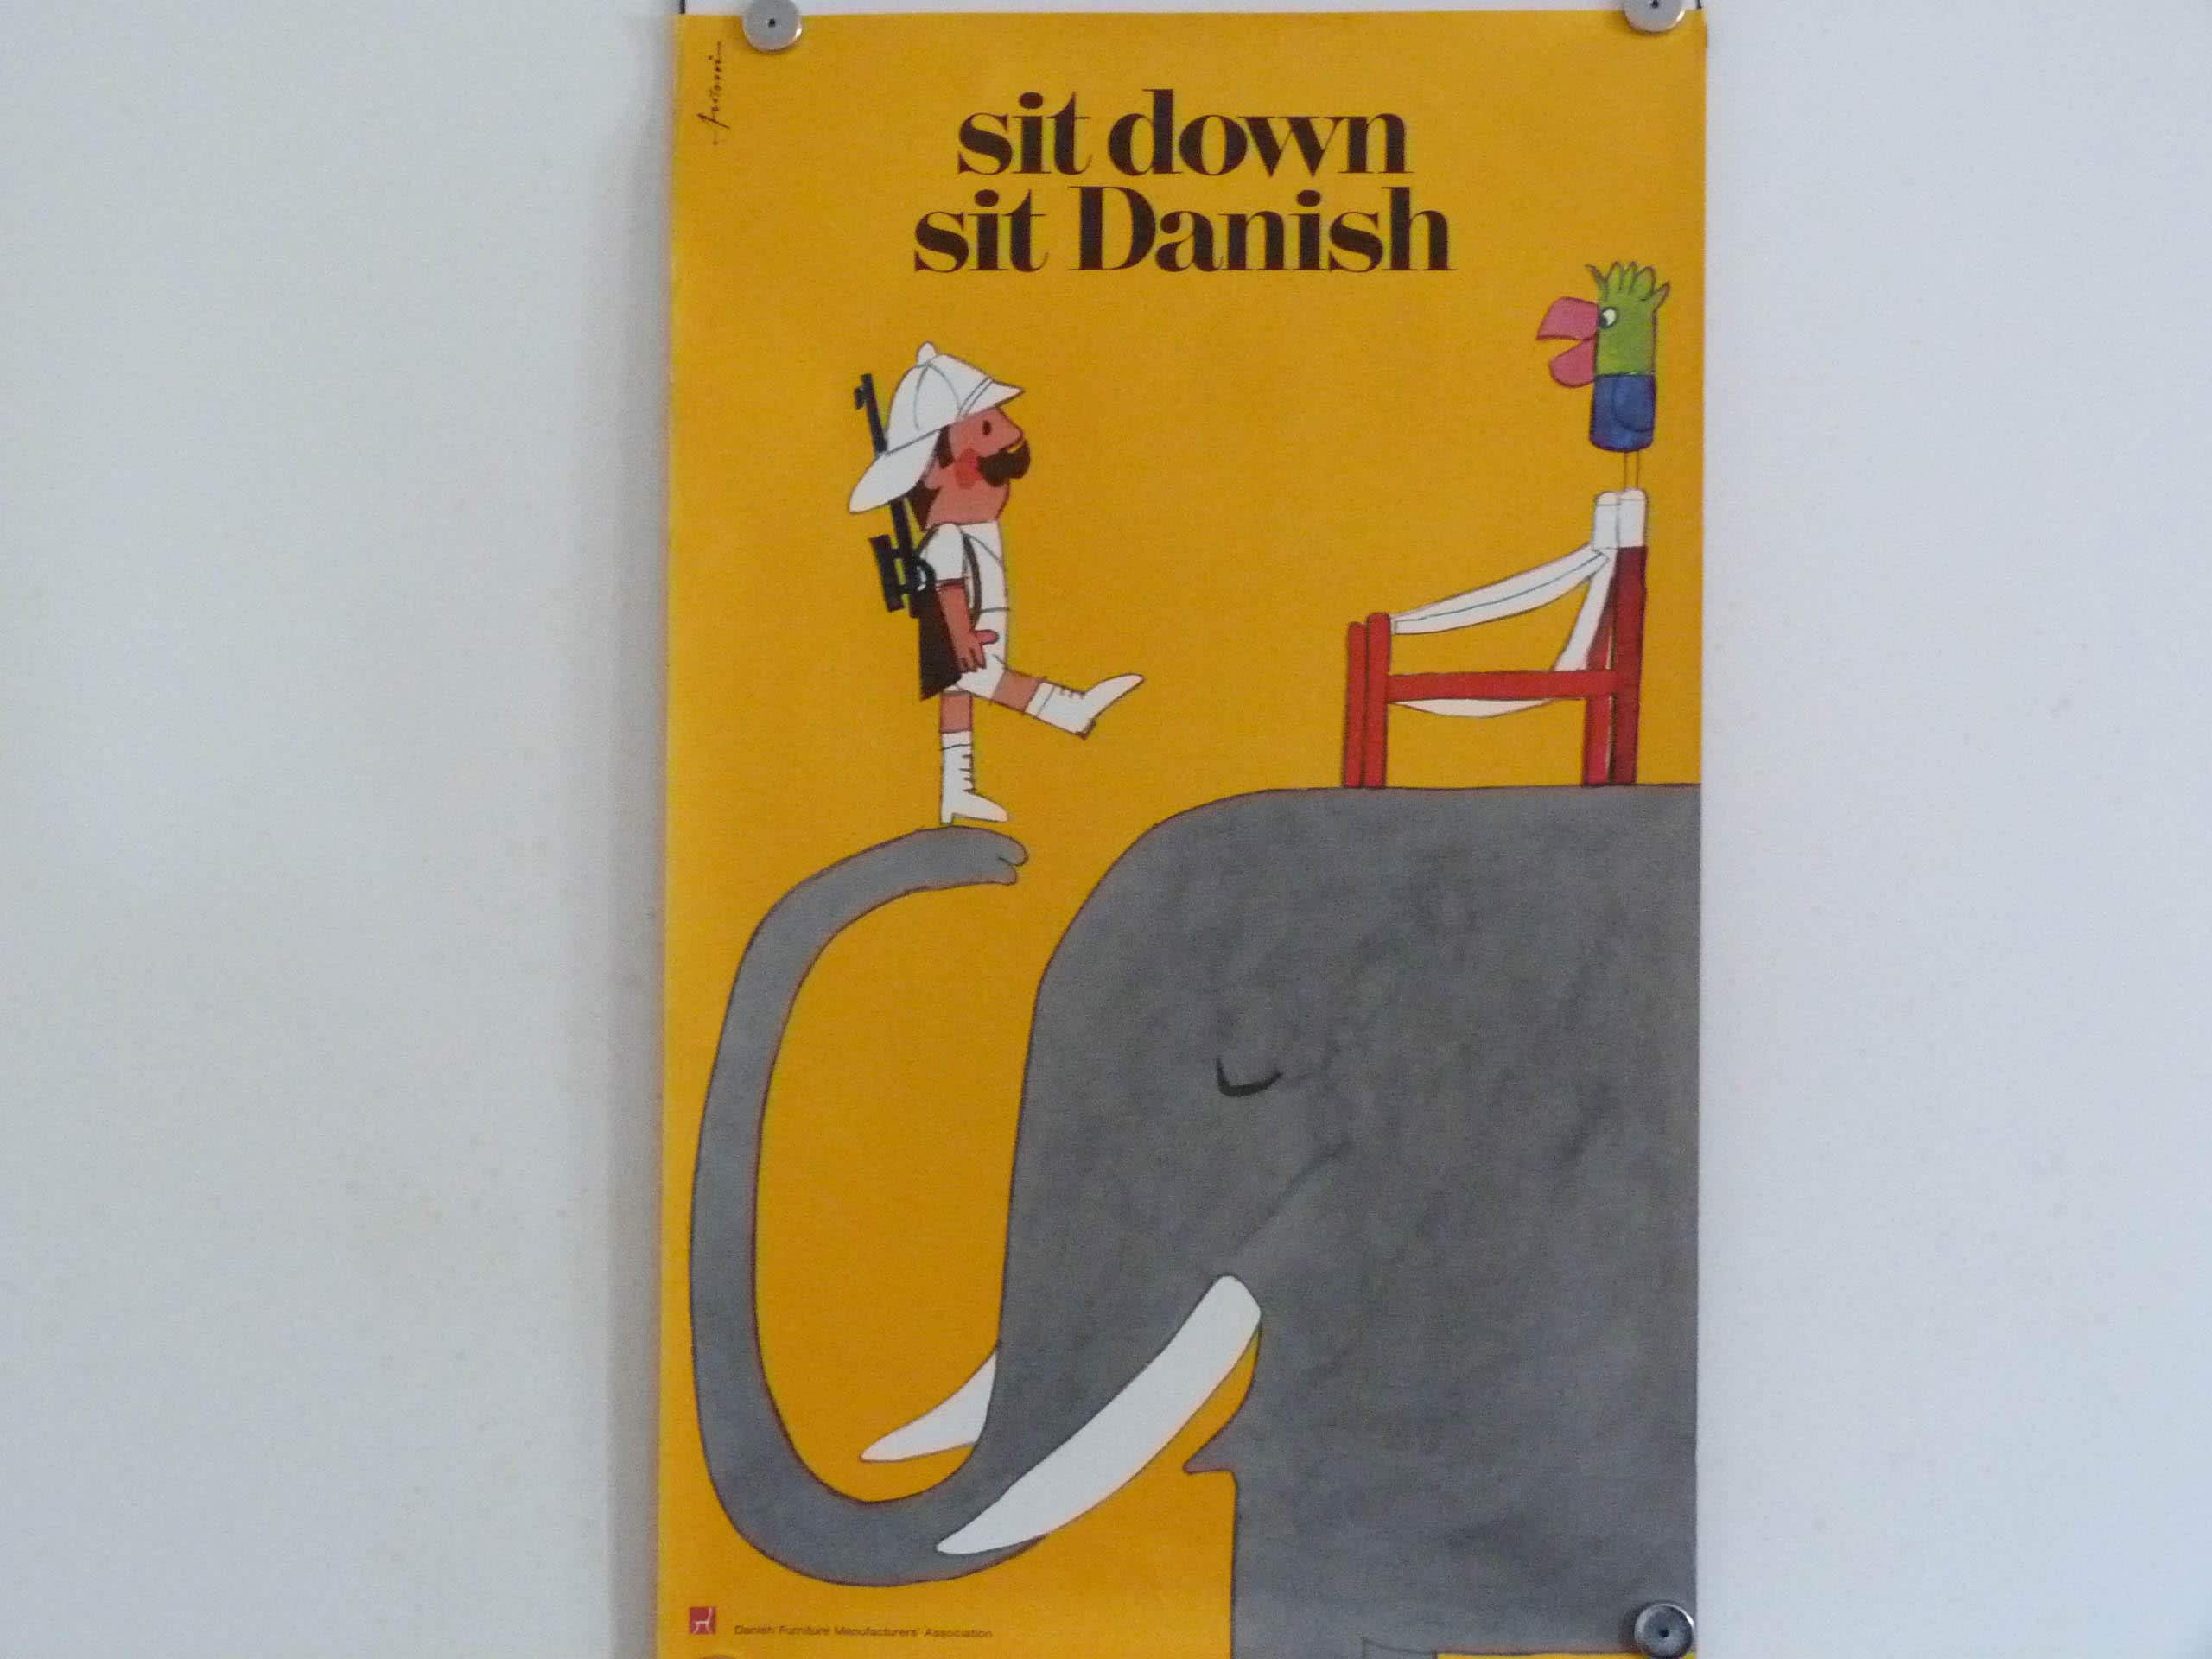 sit down
sit Danish
Danish Furniture Manufacturers' Association